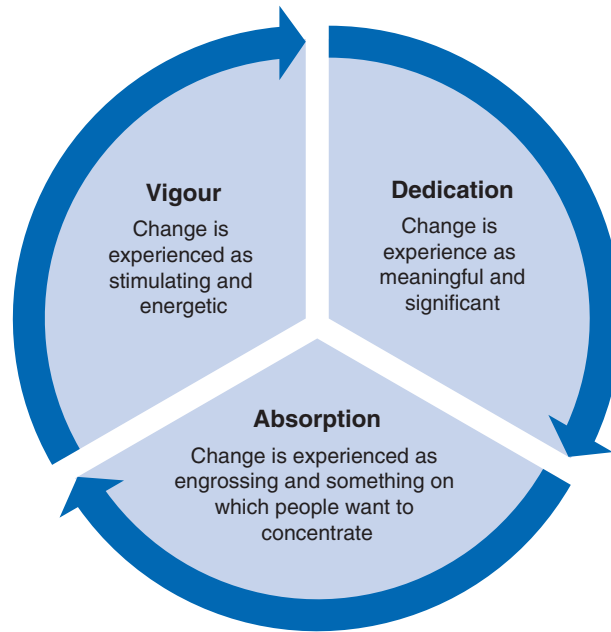 Vigour
Change is
experienced as
stimulating and
energetic
Dedication
Change is
experience as
meaningful and
significant
Absorption
Change is experienced as
engrossing and something on
which people want to
concentrate